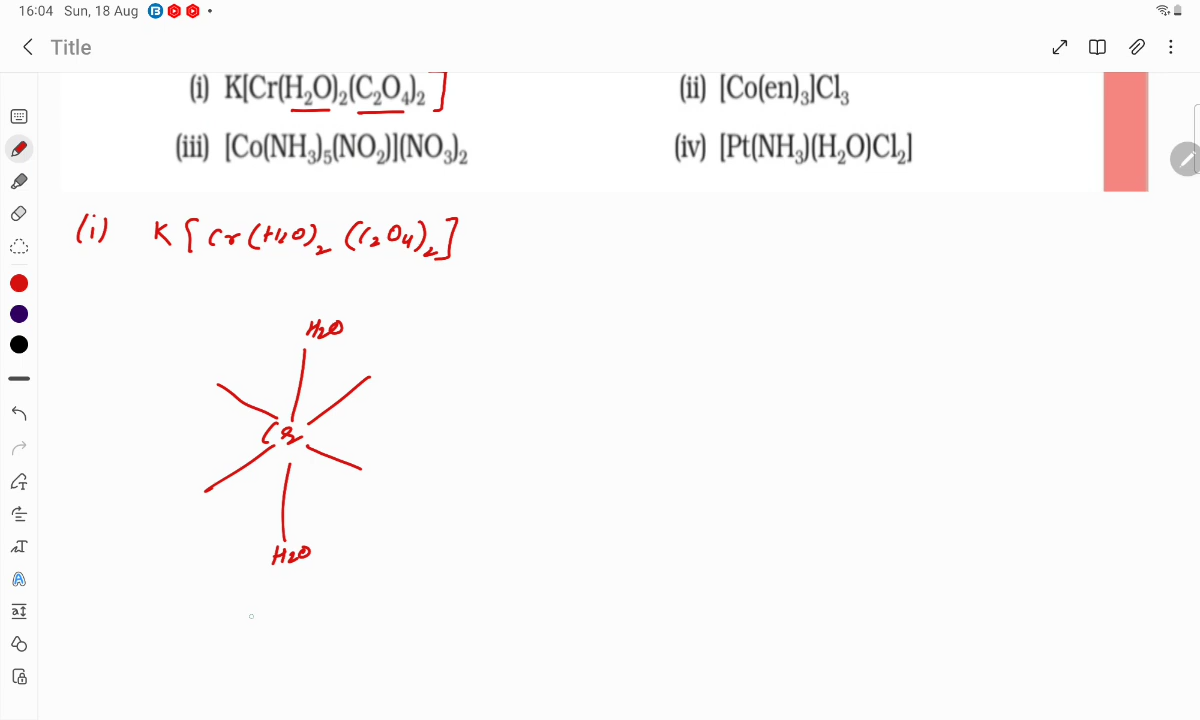 16:04 Sun, 18 Aug
Title
(i) K[Cr(H₂O)₂(C₂O₄)₂]
(ii) [Co(en)₃]Cl₃
(iii) [Co(NH₃)₅(NO₂)](NO₃)₂
(iv) [Pt(NH₃)(H₂O)Cl₂]
(i) K[Cr(H₂O)₂(C₂O₄)₂]
H₂O
Cr
H₂O